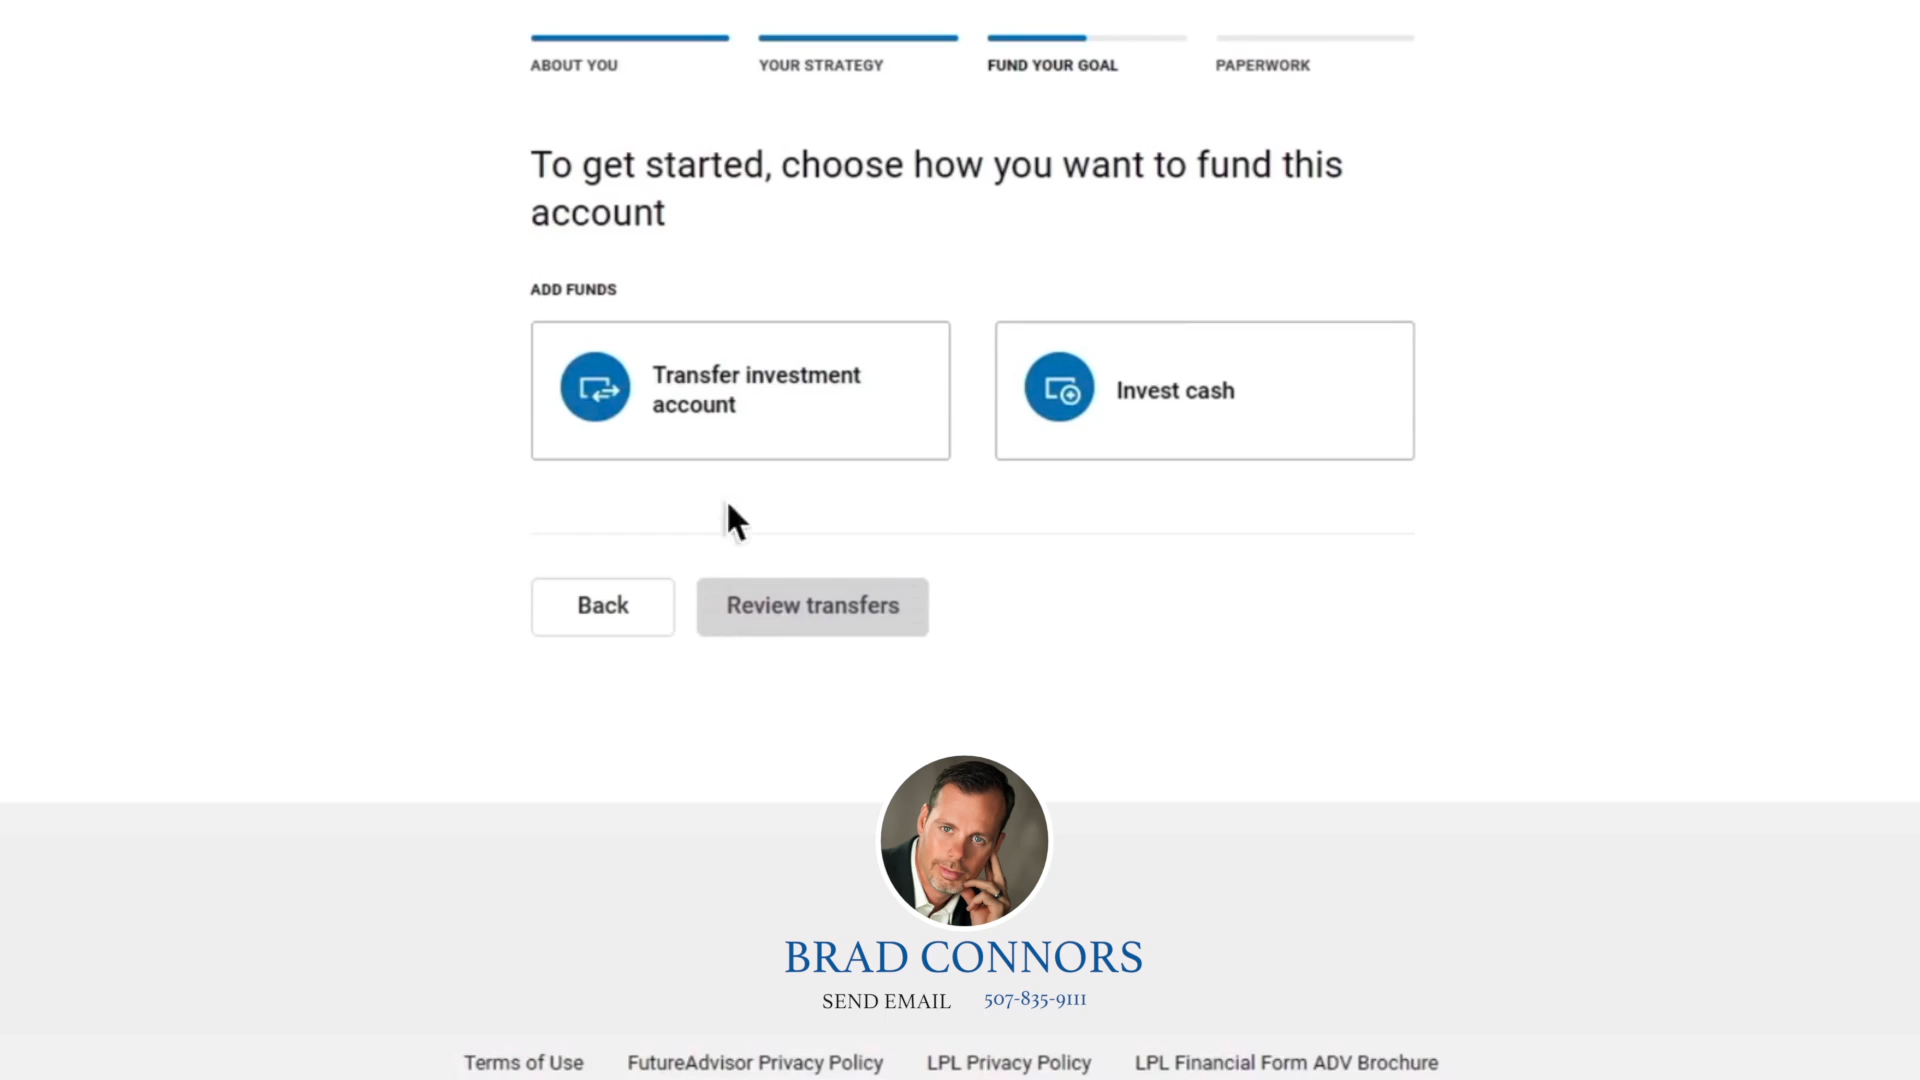 ABOUT YOU
YOUR STRATEGY
FUND YOUR GOAL
PAPERWORK
To get started, choose how you want to fund this
account
ADD FUNDS
Transfer investment
account
Invest cash
Back
Review transfers
BRAD CONNORS
SEND EMAIL
507-835-9111
Terms of Use
FutureAdvisor Privacy Policy
LPL Privacy Policy
LPL Financial Form ADV Brochure